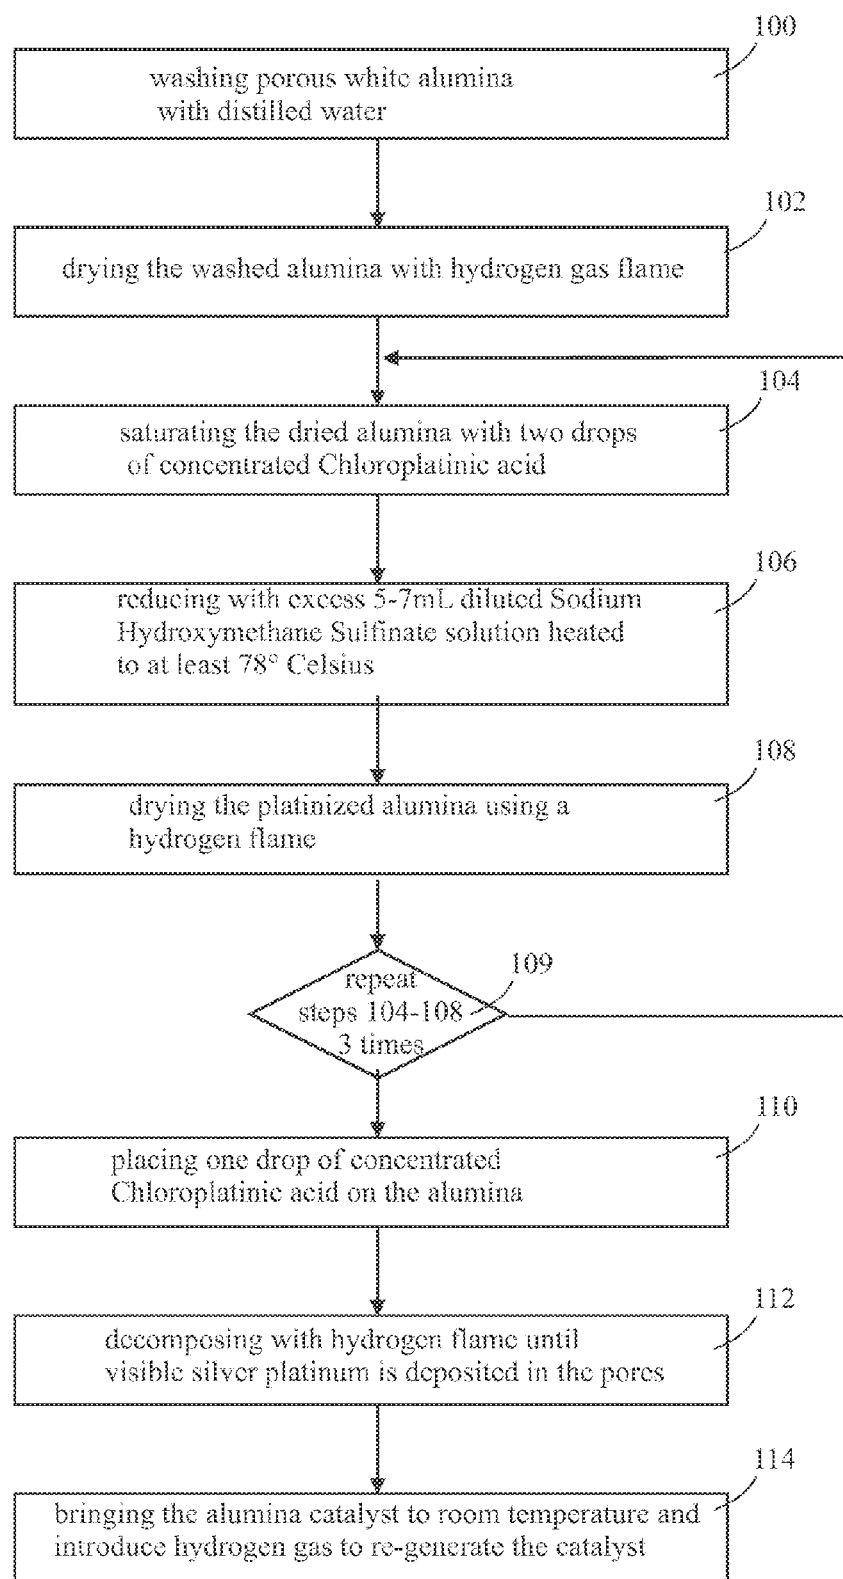 100
washing porous white alumina
with distilled water
102
drying the washed alumina with hydrogen gas flame
104
saturating the dried alumina with two drops
of concentrated Chloroplatinic acid
106
reducing with excess 5-7mL diluted Sodium
Hydroxymethane Sulfinate solution heated
to at least 78° Celsius
108
drying the platinized alumina using a
hydrogen flame
109
repeat
steps 104-108
3 times
110
placing one drop of concentrated
Chloroplatinic acid on the alumina
112
decomposing with hydrogen flame until
visible silver platinum is deposited in the pores
114
bringing the alumina catalyst to room temperature and
introduce hydrogen gas to re-generate the catalyst